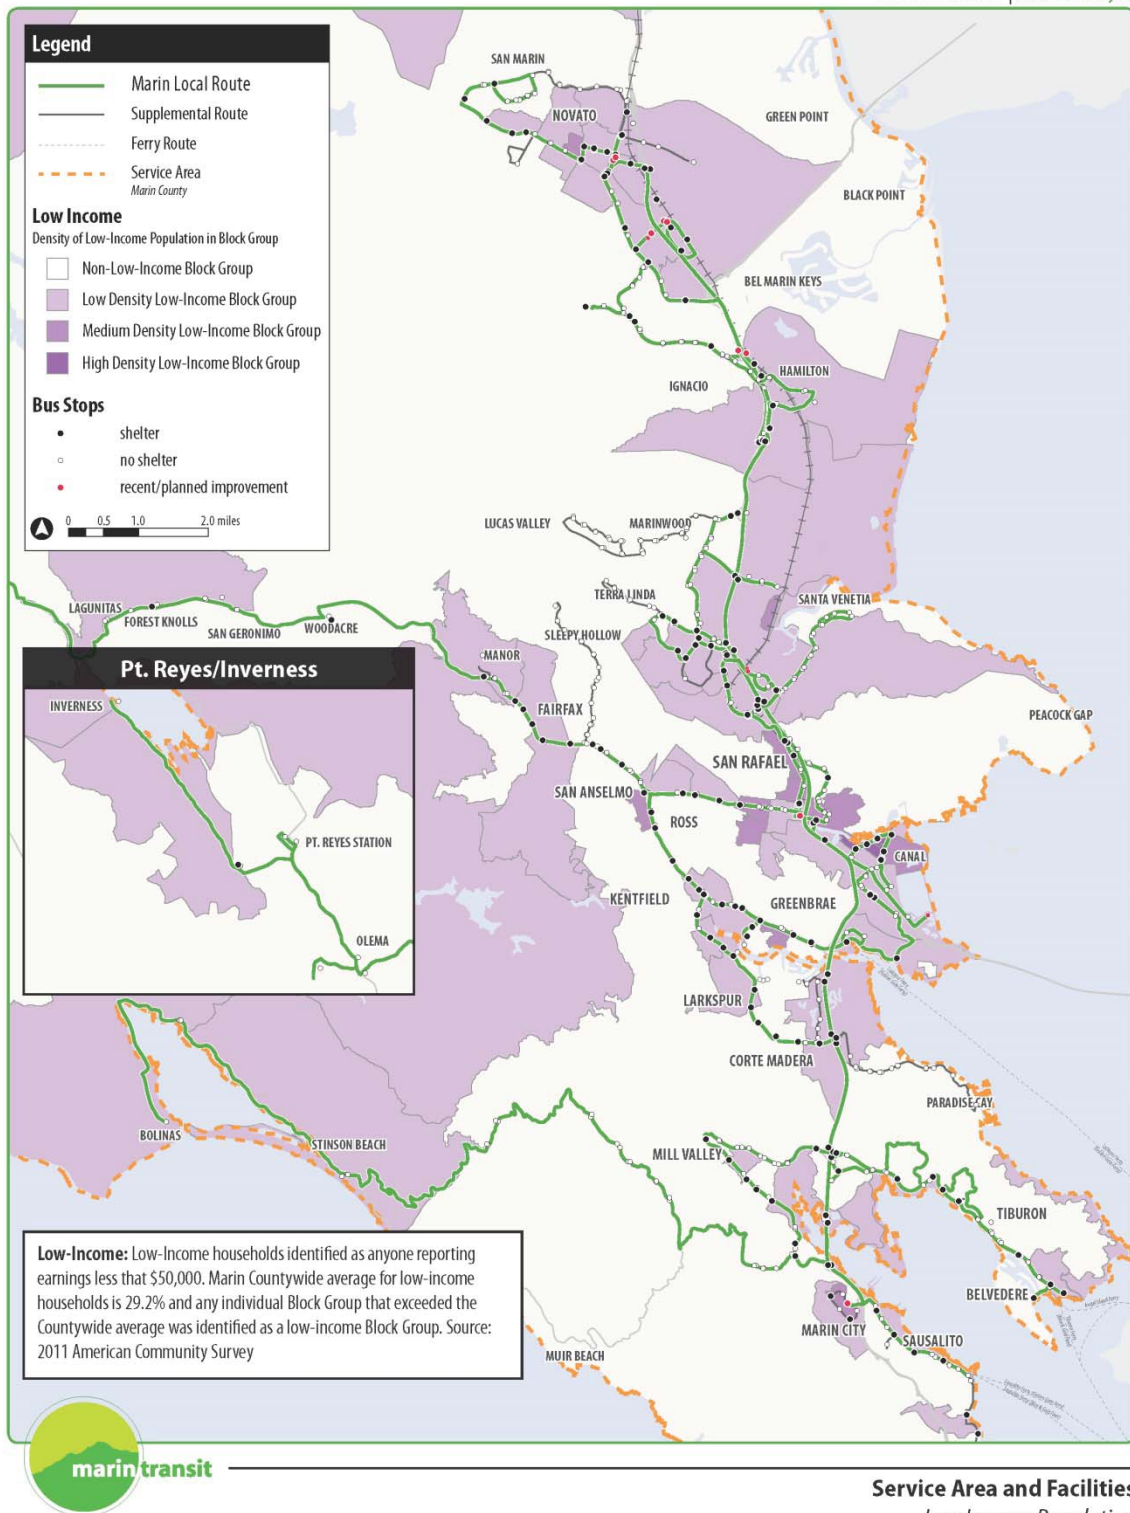 Legend
Marin Local Route
Supplemental Route
Ferry Route
Service Area
Marin County
Low Income
Density of Low-Income Population in Block Group
Non-Low-Income Block Group
Low Density Low-Income Block Group
Medium Density Low-Income Block Group
High Density Low-Income Block Group
Bus Stops
shelter
no shelter
recent/planned improvement
0 0.5 1.0 2.0 miles
SAN MARIN
NOVATO
GREEN POINT
BLACK POINT
BEL MARIN KEYS
IGNACIO
HAMILTON
LUCAS VALLEY
MARINWOOD
TERRA LINDA
SANTA VENETIA
LAGUNITAS
FOREST KNOLLS
SAN GERONIMO
WOODACRE
SLEEPY HOLLOW
MANOR
FAIRFAX
PEACOCK GAP
SAN RAFAEL
SAN ANSELMO
ROSS
CANAL
KENTFIELD
GREENBRAE
LARKSPUR
CORTE MADERA
PARADISE CAY
Pt. Reyes/Inverness
INVERNESS
PT. REYES STATION
OLEMA
BOLINAS
STINSON BEACH
MILL VALLEY
TIBURON
BELVEDERE
MARIN CITY
SAUSALITO
MUIR BEACH
Low-Income: Low-Income households identified as anyone reporting
earnings less that $50,000. Marin Countywide average for low-income
households is 29.2% and any individual Block Group that exceeded the
Countywide average was identified as a low-income Block Group. Source:
2011 American Community Survey
marintransit
Service Area and Facilities